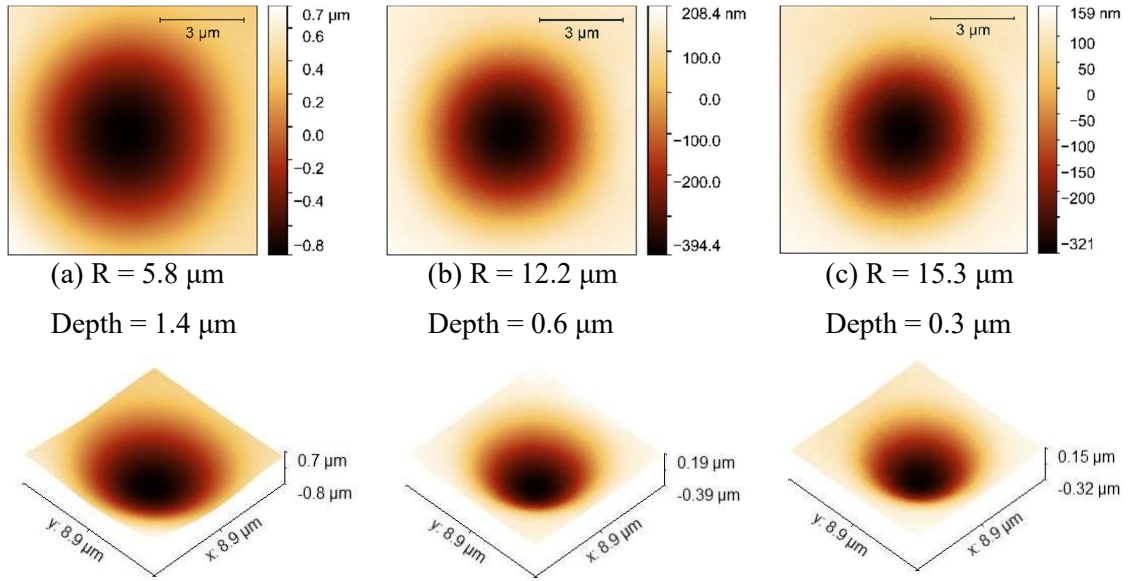 3 µm
0.7 µm
0.4
0.2
0.0
−0.2
−0.4
−0.6
−0.8
3 µm
208.4 nm
100.0
0.0
−100.0
−200.0
−394.4
3 µm
159 nm
100
50
0
−50
−100
−150
−200
−321
(a) R = 5.8 μm
(b) R = 12.2 μm
(c) R = 15.3 μm
Depth = 1.4 μm
Depth = 0.6 μm
Depth = 0.3 μm
0.7 µm
−0.8 µm
y: 8.9 µm
x: 8.9 µm
0.19 µm
−0.39 µm
y: 8.9 µm
x: 8.9 µm
0.15 µm
−0.32 µm
y: 8.9 µm
x: 8.9 µm